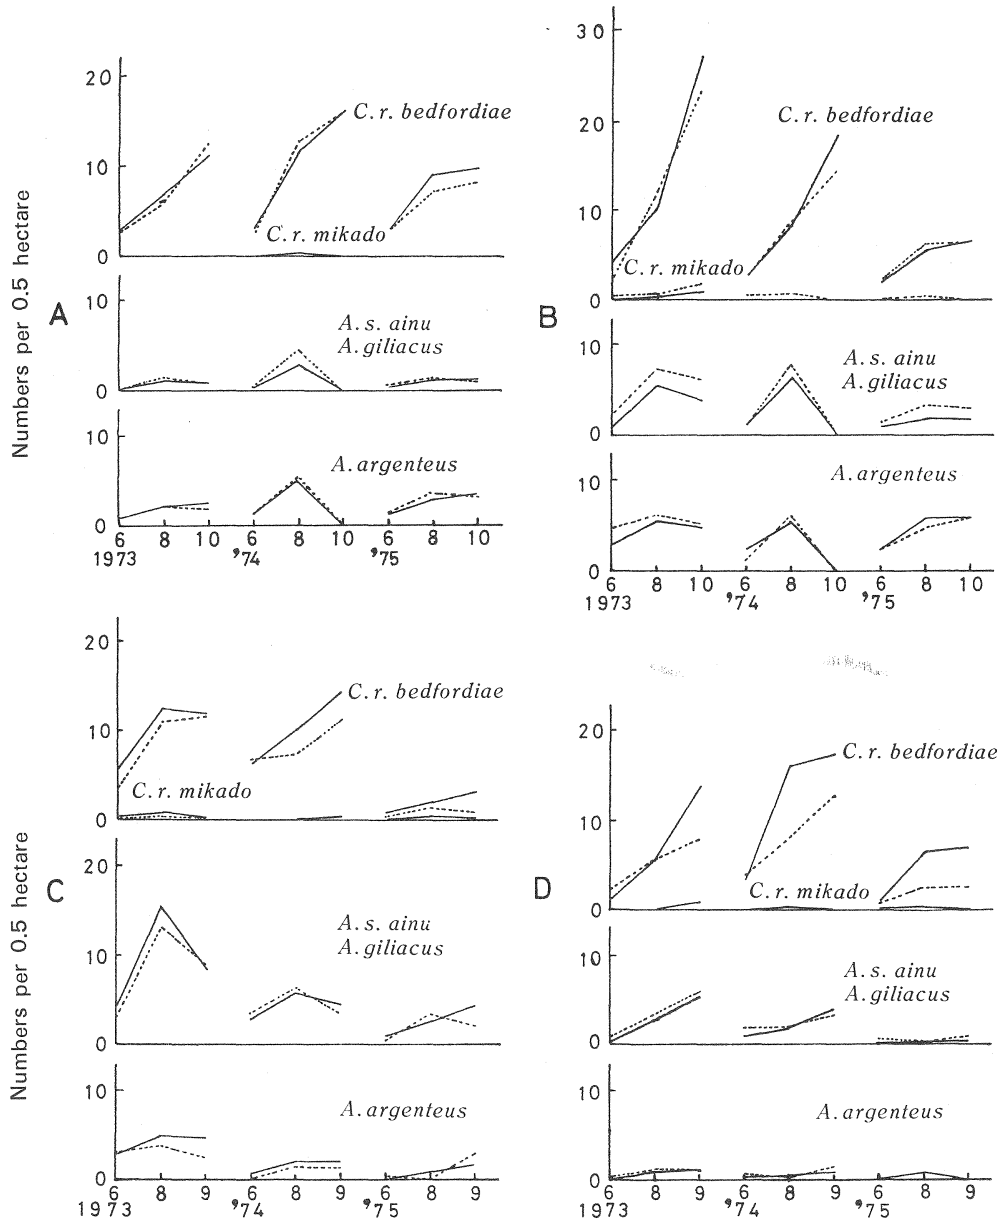 Numbers per 0.5 hectare
A
20
10
0
C.r. bedfordiae
C.r. mikado
10
0
A.s. ainu
A.giliacus
10
0
A.argenteus
6 8 10 6 8 10 6 8 10
1973 '74 '75
B
30
20
10
0
C.r. bedfordiae
C.r. mikado
10
0
A.s. ainu
A.giliacus
10
0
A.argenteus
6 8 10 6 8 10 6 8 10
1973 '74 '75
Numbers per 0.5 hectare
C
20
10
0
C.r. bedfordiae
C.r. mikado
20
10
0
A.s. ainu
A.giliacus
10
0
A.argenteus
6 8 9 6 8 9 6 8 9
1973 '74 '75
D
20
10
0
C.r. bedfordiae
C.r. mikado
10
0
A.s. ainu
A.giliacus
10
0
A.argenteus
6 8 9 6 8 9 6 8 9
1973 '74 '75